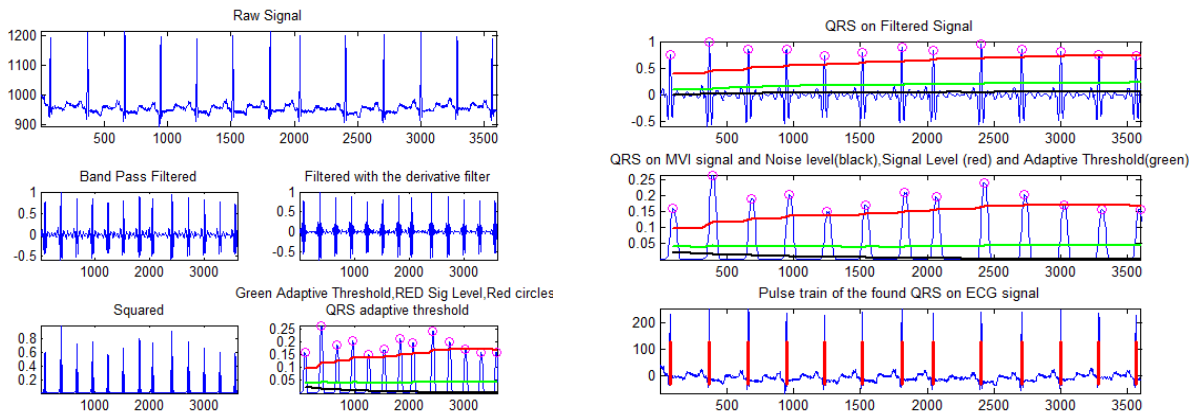 Raw Signal
1200
1100
1000
900
500 1000 1500 2000 2500 3000 3500
Band Pass Filtered
1
0.5
0
-0.5
1000 2000 3000
Filtered with the derivative filter
1
0.5
0
-0.5
1000 2000 3000
Squared
0.8
0.6
0.4
0.2
1000 2000 3000
Green Adaptive Threshold,RED Sig Level,Red circles
QRS adaptive threshold
0.25
0.2
0.15
0.1
0.05
1000 2000 3000
QRS on Filtered Signal
1
0.5
0
-0.5
500 1000 1500 2000 2500 3000 3500
QRS on MVI signal and Noise level(black),Signal Level (red) and Adaptive Threshold(green)
0.25
0.2
0.15
0.1
0.05
500 1000 1500 2000 2500 3000 3500
Pulse train of the found QRS on ECG signal
200
100
0
500 1000 1500 2000 2500 3000 3500